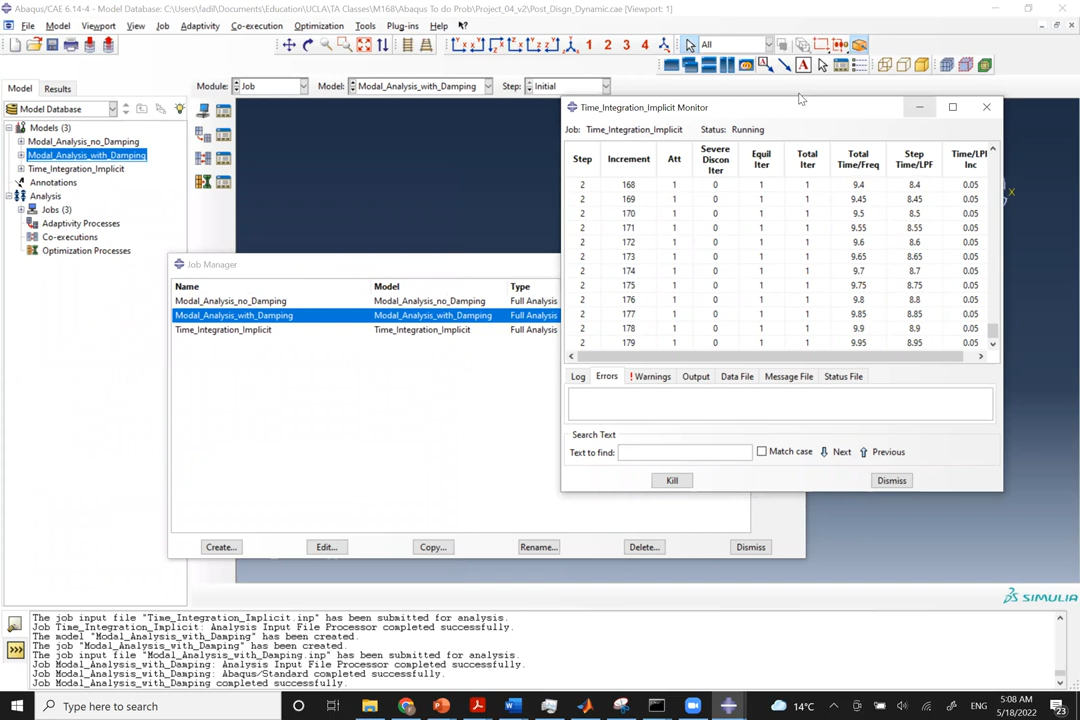 Abaqus/CAE 6.14-4 - Model Database: C:\Users\fadil\Documents\Education\UCLA\TA Classes\M168\Abaqus To do Prob\Project_04_v2\Post_Disgn_Dynamic.cae [Viewport: 1]
File Model Viewport View Job Adaptivity Co-execution Optimization Tools Plug-ins Help
1 2 3 4 All
Model Results Module: Job Model: Modal_Analysis_with_Damping Step: Initial
Model Database
Models (3)
Modal_Analysis_no_Damping
Modal_Analysis_with_Damping
Time_Integration_Implicit
Annotations
Analysis
Jobs (3)
Adaptivity Processes
Co-executions
Optimization Processes
X
Job Manager
Name Model Type
Modal_Analysis_no_Damping Modal_Analysis_no_Damping Full Analysis
Modal_Analysis_with_Damping Modal_Analysis_with_Damping Full Analysis
Time_Integration_Implicit Time_Integration_Implicit Full Analysis
Create... Edit... Copy... Rename... Delete... Dismiss
Time_Integration_Implicit Monitor
Job: Time_Integration_Implicit Status: Running
Step Increment Att Severe Discon Iter Equil Iter Total Iter Total Time/Freq Step Time/LPF Time/LPF Inc
2 168 1 0 1 1 9.4 8.4 0.05
2 169 1 0 1 1 9.45 8.45 0.05
2 170 1 0 1 1 9.5 8.5 0.05
2 171 1 0 1 1 9.55 8.55 0.05
2 172 1 0 1 1 9.6 8.6 0.05
2 173 1 0 1 1 9.65 8.65 0.05
2 174 1 0 1 1 9.7 8.7 0.05
2 175 1 0 1 1 9.75 8.75 0.05
2 176 1 0 1 1 9.8 8.8 0.05
2 177 1 0 1 1 9.85 8.85 0.05
2 178 1 0 1 1 9.9 8.9 0.05
2 179 1 0 1 1 9.95 8.95 0.05
Log Errors ! Warnings Output Data File Message File Status File
Search Text
Text to find: Match case Next Previous
Kill Dismiss
SIMULIA
The job input file "Time_Integration_Implicit.inp" has been submitted for analysis.
Job Time_Integration_Implicit: Analysis Input File Processor completed successfully.
The model "Modal_Analysis_with_Damping" has been created.
The job "Modal_Analysis_with_Damping" has been created.
The job input file "Modal_Analysis_with_Damping.inp" has been submitted for analysis.
Job Modal_Analysis_with_Damping: Analysis Input File Processor completed successfully.
Job Modal_Analysis_with_Damping: Abaqus/Standard completed successfully.
Job Modal_Analysis_with_Damping completed successfully.
>>>
Type here to search
14°C
ENG
5:08 AM
5/18/2022
23